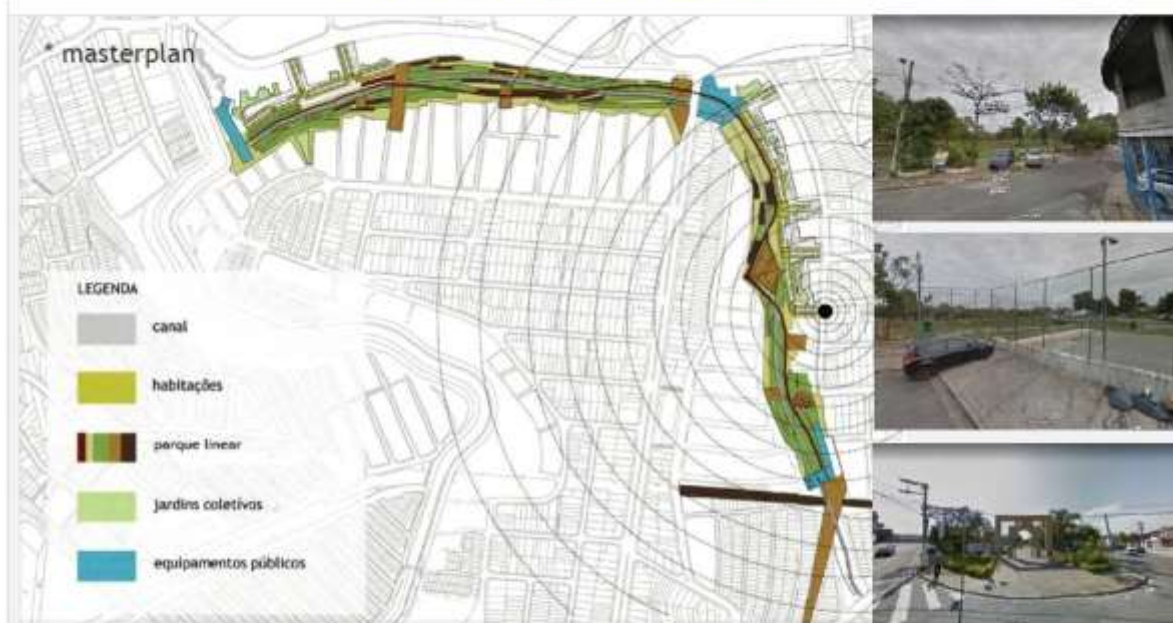 * masterplan
LEGENDA
canal
habitações
parque linear
jardins coletivos
equipamentos públicos